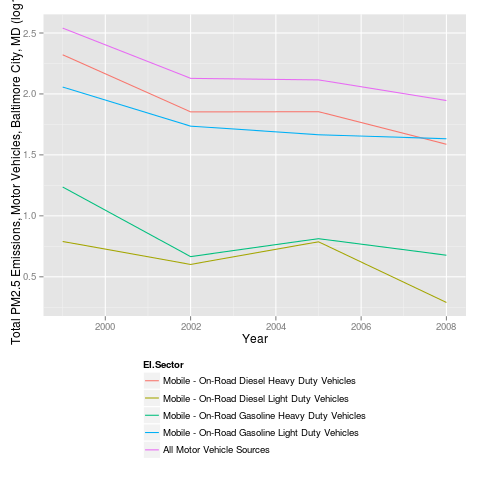 Total PM2.5 Emissions, Motor Vehicles, Baltimore City, MD (log
2.5
2.0
1.5
1.0
0.5
2000 2002 2004 2006 2008
Year
EI.Sector
Mobile - On-Road Diesel Heavy Duty Vehicles
Mobile - On-Road Diesel Light Duty Vehicles
Mobile - On-Road Gasoline Heavy Duty Vehicles
Mobile - On-Road Gasoline Light Duty Vehicles
All Motor Vehicle Sources